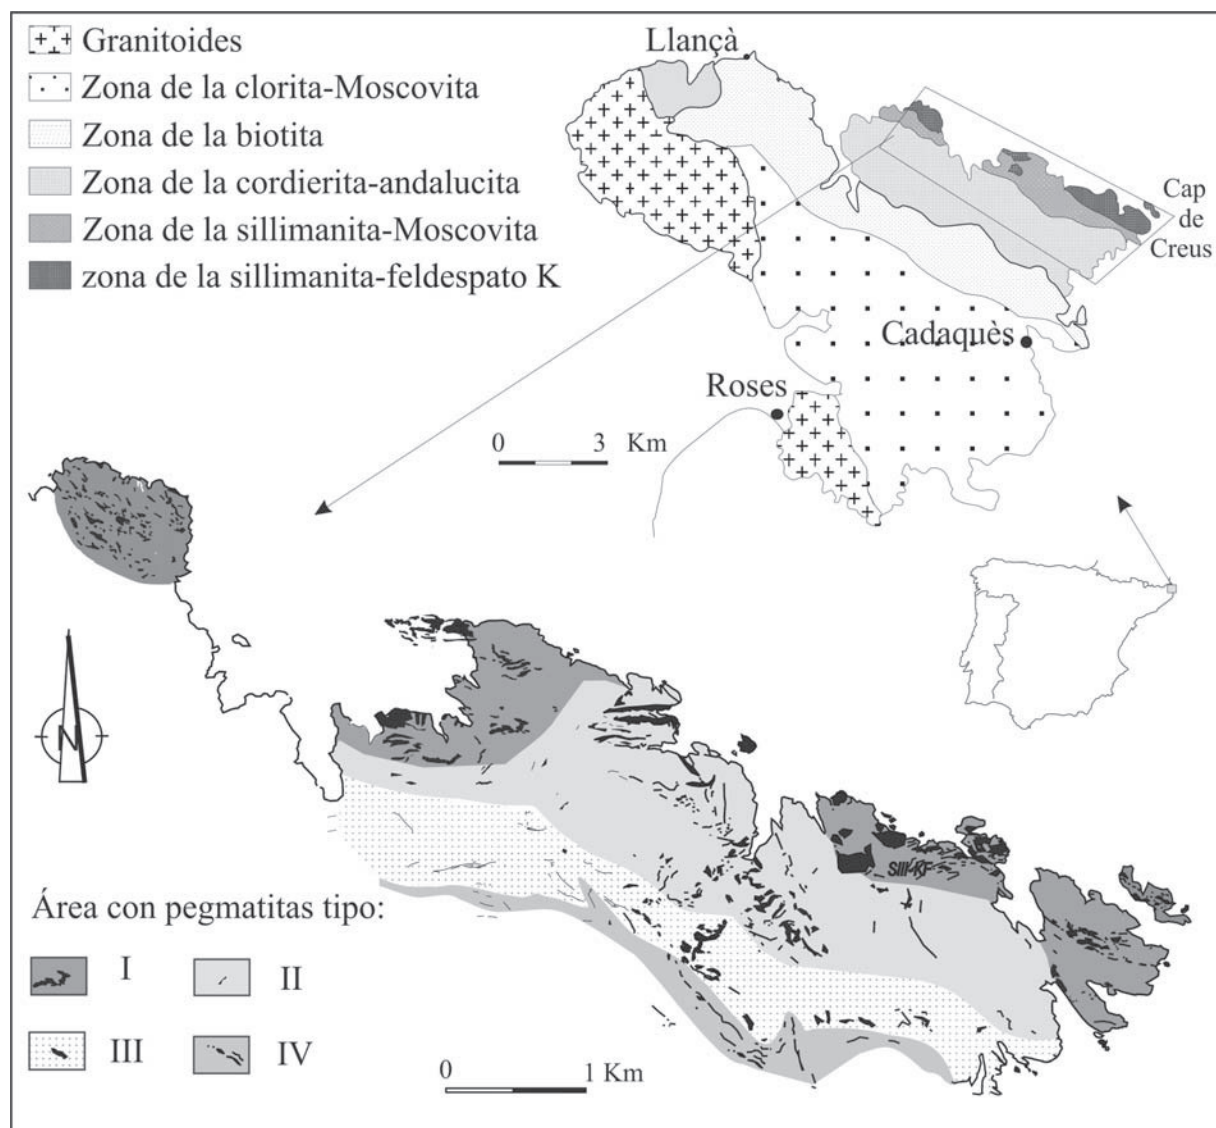 Granitoides
Zona de la clorita-Moscovita
Zona de la biotita
Zona de la cordierita-andalucita
Zona de la sillimanita-Moscovita
zona de la sillimanita-feldespato K
Llançà
Cap
de
Creus
Cadaquès
Roses
0 3 Km
N
SIII-KF
Área con pegmatitas tipo:
I II
III IV
0 1 Km